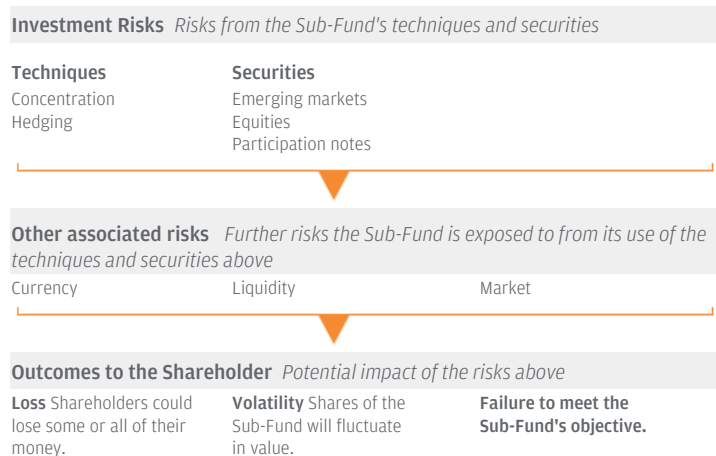 Investment Risks Risks from the Sub-Fund's techniques and securities
Techniques
Concentration
Hedging
Securities
Emerging markets
Equities
Participation notes
Other associated risks Further risks the Sub-Fund is exposed to from its use of the
techniques and securities above
Currency
Liquidity
Market
Outcomes to the Shareholder Potential impact of the risks above
Loss Shareholders could
lose some or all of their
money.
Volatility Shares of the
Sub-Fund will fluctuate
in value.
Failure to meet the
Sub-Fund's objective.